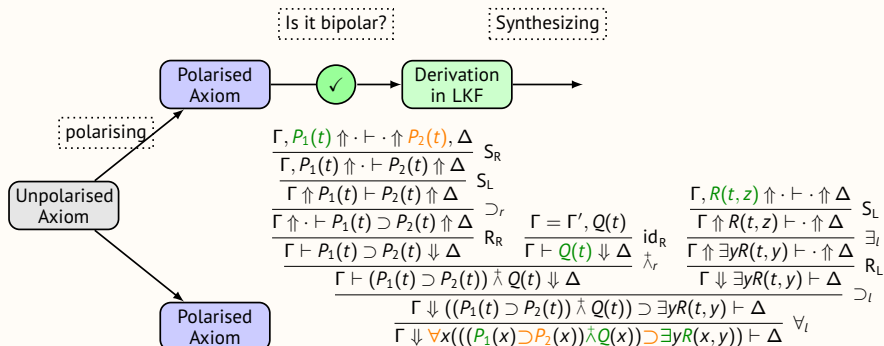 Is it bipolar?
Synthesizing
Polarised
Axiom
✓
Derivation
in LKF
polarising
Unpolarised
Axiom
Polarised
Axiom
Γ, P₁(t) ⇑ · ⊢ · ⇑ P₂(t), Δ
S_R
Γ, P₁(t) ⇑ · ⊢ P₂(t) ⇑ Δ
S_L
Γ ⇑ P₁(t) ⊢ P₂(t) ⇑ Δ
⊃_r
Γ ⇑ · ⊢ P₁(t) ⊃ P₂(t) ⇑ Δ
R_R
Γ ⊢ P₁(t) ⊃ P₂(t) ⇓ Δ
Γ = Γ′, Q(t)
id_R
Γ ⊢ Q(t) ⇓ Δ
∧⁺_r
Γ ⊢ (P₁(t) ⊃ P₂(t)) ∧⁺ Q(t) ⇓ Δ
Γ, R(t, z) ⇑ · ⊢ · ⇑ Δ
S_L
Γ ⇑ R(t, z) ⊢ · ⇑ Δ
∃_l
Γ ⇑ ∃yR(t, y) ⊢ · ⇑ Δ
R_L
Γ ⇓ ∃yR(t, y) ⊢ Δ
⊃_l
Γ ⇓ ((P₁(t) ⊃ P₂(t)) ∧⁺ Q(t)) ⊃ ∃yR(t, y) ⊢ Δ
∀_l
Γ ⇓ ∀x(((P₁(x)⊃P₂(x))∧⁺Q(x))⊃∃yR(x, y)) ⊢ Δ